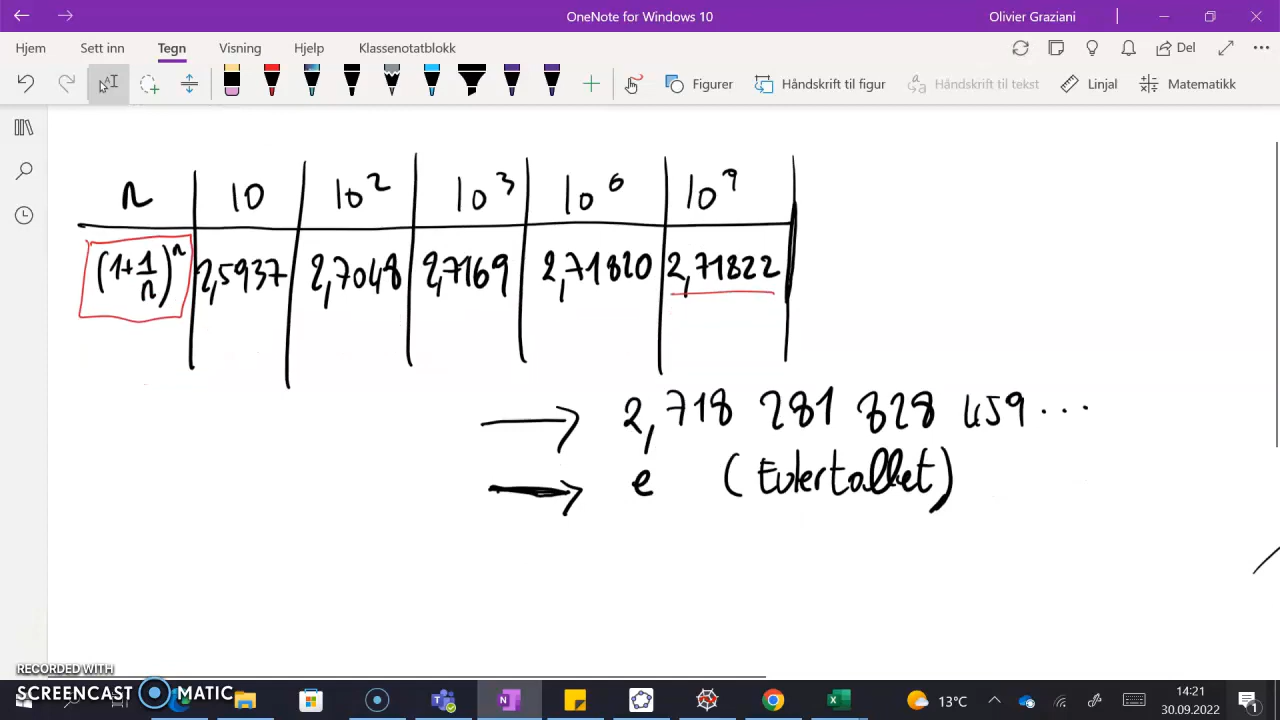 OneNote for Windows 10
Olivier Graziani
Hjem Sett inn Tegn Visning Hjelp Klassenotatblokk Del
Figurer Håndskrift til figur Håndskrift til tekst Linjal Matematikk
n 10 10² 10³ 10⁶ 10⁹
(1+1/n)ⁿ 2,5937 2,7048 2,7169 2,71820 2,71822
→ 2,718 281 828 459...
→ e (Eulertallet)
RECORDED WITH
SCREENCAST MATIC
13°C
14:21
30.09.2022
1